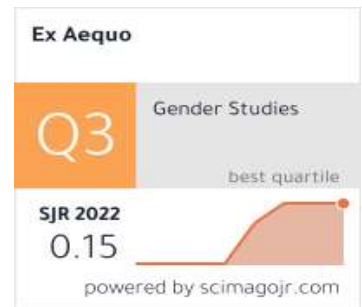 Ex Aequo
Q3
Gender Studies
best quartile
SJR 2022
0.15
powered by scimagojr.com